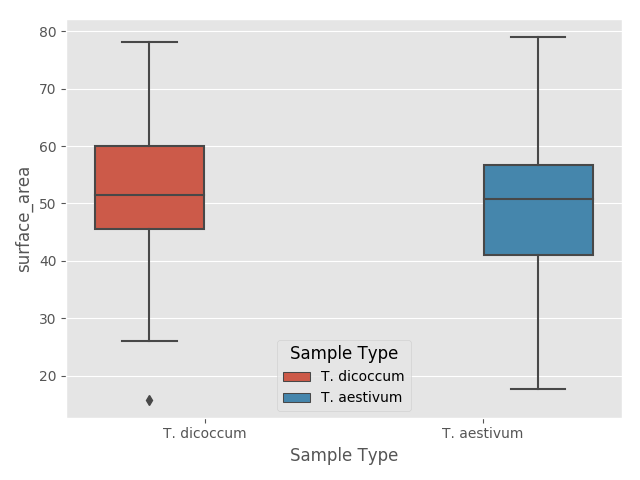 80
70
60
50
40
30
20
surface_area
Sample Type
T. dicoccum
T. aestivum
T. dicoccum
T. aestivum
Sample Type